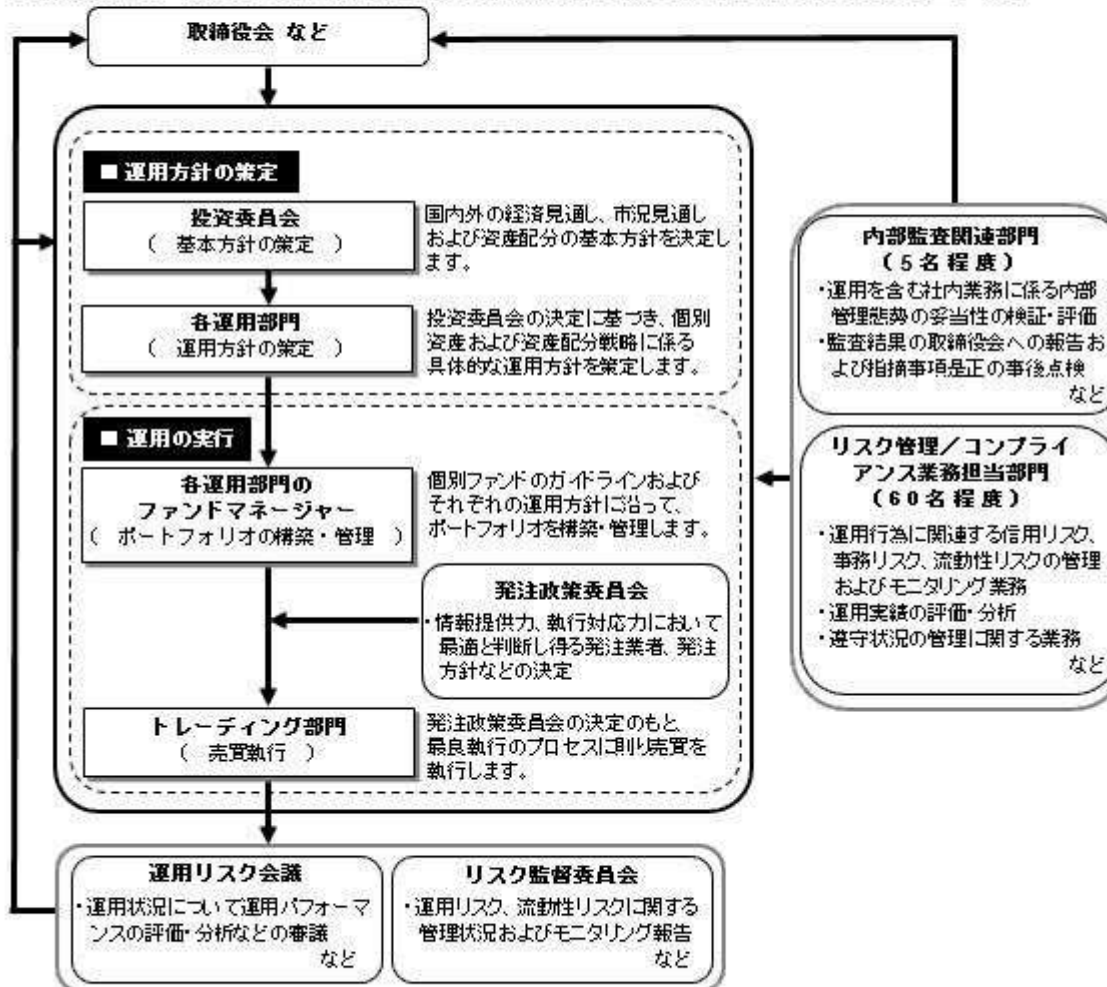 取締役会 など
■ 運用方針の策定
投資委員会
( 基本方針の策定 )
国内外の経済見通し、市況見通し
および資産配分の基本方針を決定し
ます。
各運用部門
( 運用方針の策定 )
投資委員会の決定に基づき、個別
資産および資産配分戦略に係る
具体的な運用方針を策定します。
■ 運用の実行
各運用部門の
ファンドマネージャー
( ポートフォリオの構築・管理 )
個別ファンドのガイドラインおよび
それぞれの運用方針に沿って、
ポートフォリオを構築・管理します。
発注政策委員会
・情報提供力、執行対応力において
最適と判断し得る発注業者、発注
方針などの決定
トレーディング部門
( 売買執行 )
発注政策委員会の決定のもと、
最良執行のプロセスに則り売買を
執行します。
内部監査関連部門
(5名程度)
・運用を含む社内業務に係る内部
管理態勢の妥当性の検証・評価
・監査結果の取締役会への報告お
よび指摘事項是正の事後点検
など
リスク管理/コンプライ
アンス業務担当部門
(60名程度)
・運用行為に関連する信用リスク、
事務リスク、流動性リスクの管理
およびモニタリング業務
・運用実績の評価・分析
・遵守状況の管理に関する業務
など
運用リスク会議
・運用状況について運用パフォーマ
ンスの評価・分析などの審議
など
リスク監督委員会
・運用リスク、流動性リスクに関する
管理状況およびモニタリング報告
など